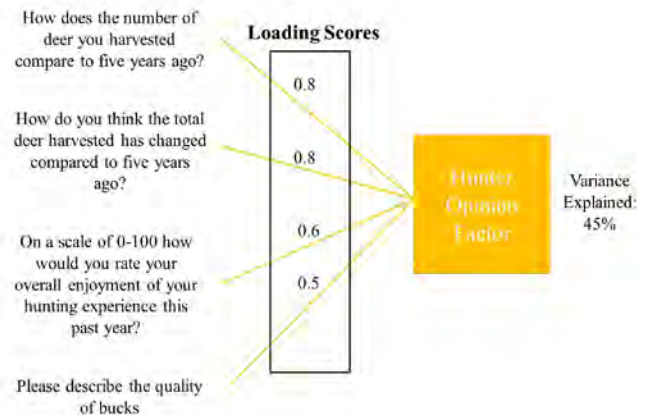 How does the number of
deer you harvested
compare to five years ago?
Loading Scores
0.8
How do you think the total
deer harvested has changed
compared to five years
ago?
0.8
Hunter
Opinion
Factor
Variance
Explained:
45%
On a scale of 0-100 how
would you rate your
overall enjoyment of your
hunting experience this
past year?
0.6
0.5
Please describe the quality
of bucks